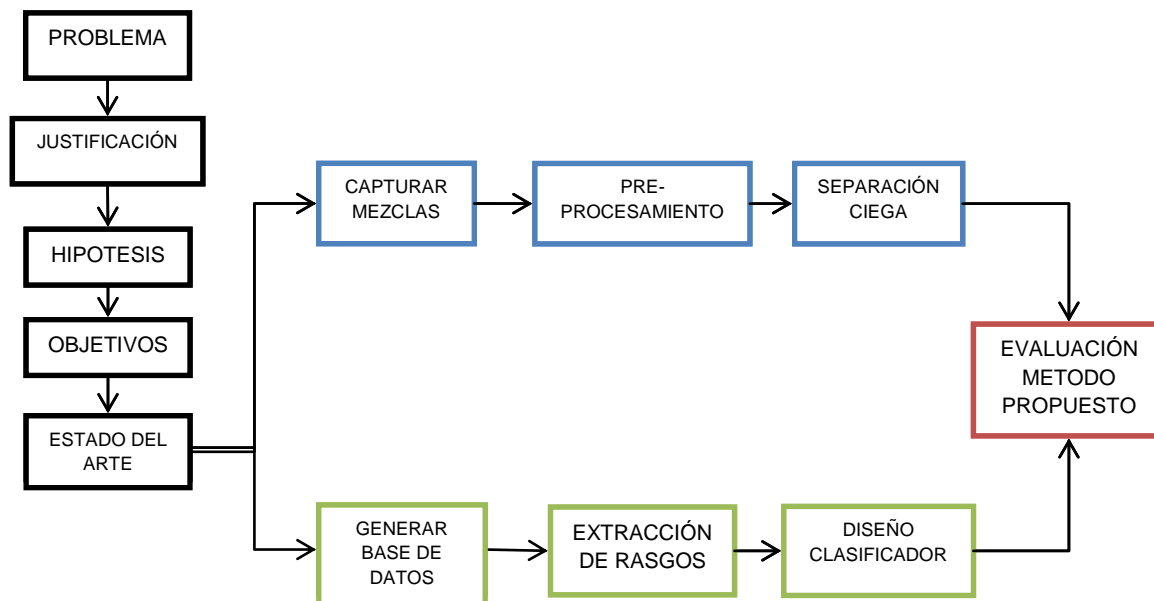 PROBLEMA
JUSTIFICACIÓN
HIPOTESIS
OBJETIVOS
ESTADO DEL
ARTE
CAPTURAR
MEZCLAS
PRE-
PROCESAMIENTO
SEPARACIÓN
CIEGA
GENERAR
BASE DE
DATOS
EXTRACCIÓN
DE RASGOS
DISEÑO
CLASIFICADOR
EVALUACIÓN
METODO
PROPUESTO